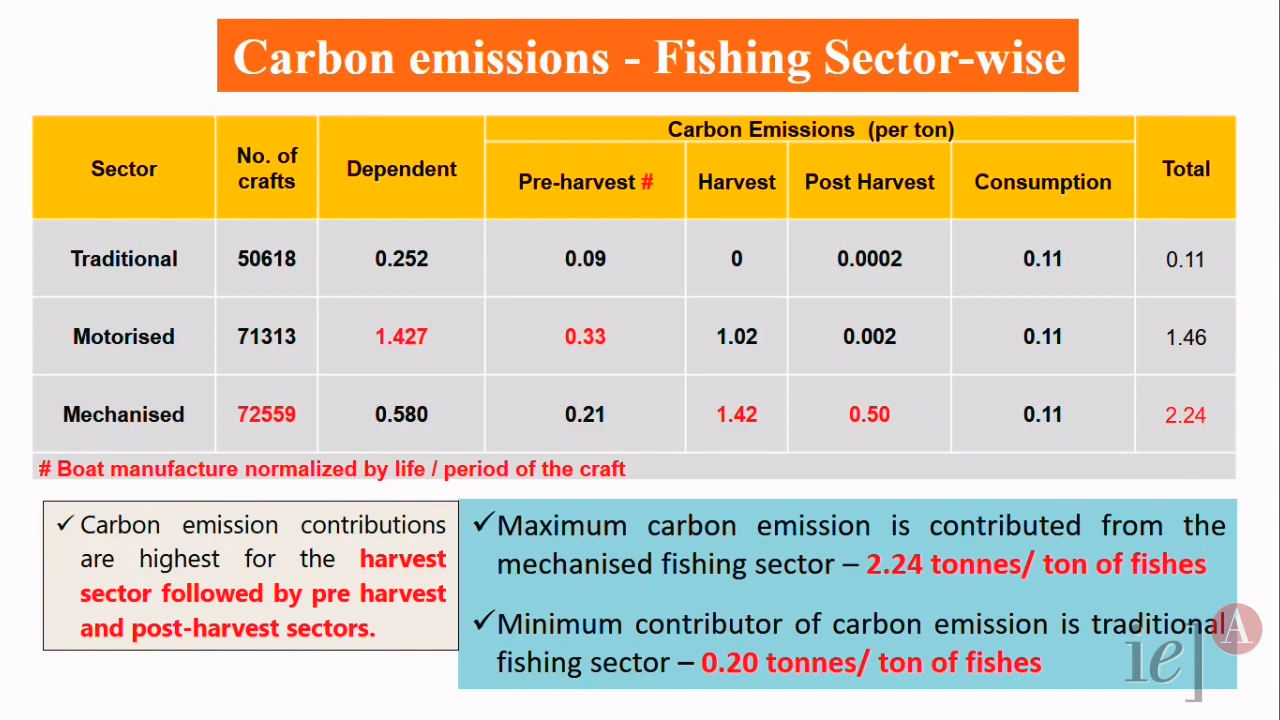 Carbon emissions - Fishing Sector-wise
Sector No. of crafts Dependent Carbon Emissions (per ton) Total
Pre-harvest # Harvest Post Harvest Consumption
Traditional 50618 0.252 0.09 0 0.0002 0.11 0.11
Motorised 71313 1.427 0.33 1.02 0.002 0.11 1.46
Mechanised 72559 0.580 0.21 1.42 0.50 0.11 2.24
# Boat manufacture normalized by life / period of the craft
✓ Carbon emission contributions
are highest for the harvest
sector followed by pre harvest
and post-harvest sectors.
✓Maximum carbon emission is contributed from the
mechanised fishing sector – 2.24 tonnes/ ton of fishes
✓Minimum contributor of carbon emission is traditional
fishing sector – 0.20 tonnes/ ton of fishes
ie]
A